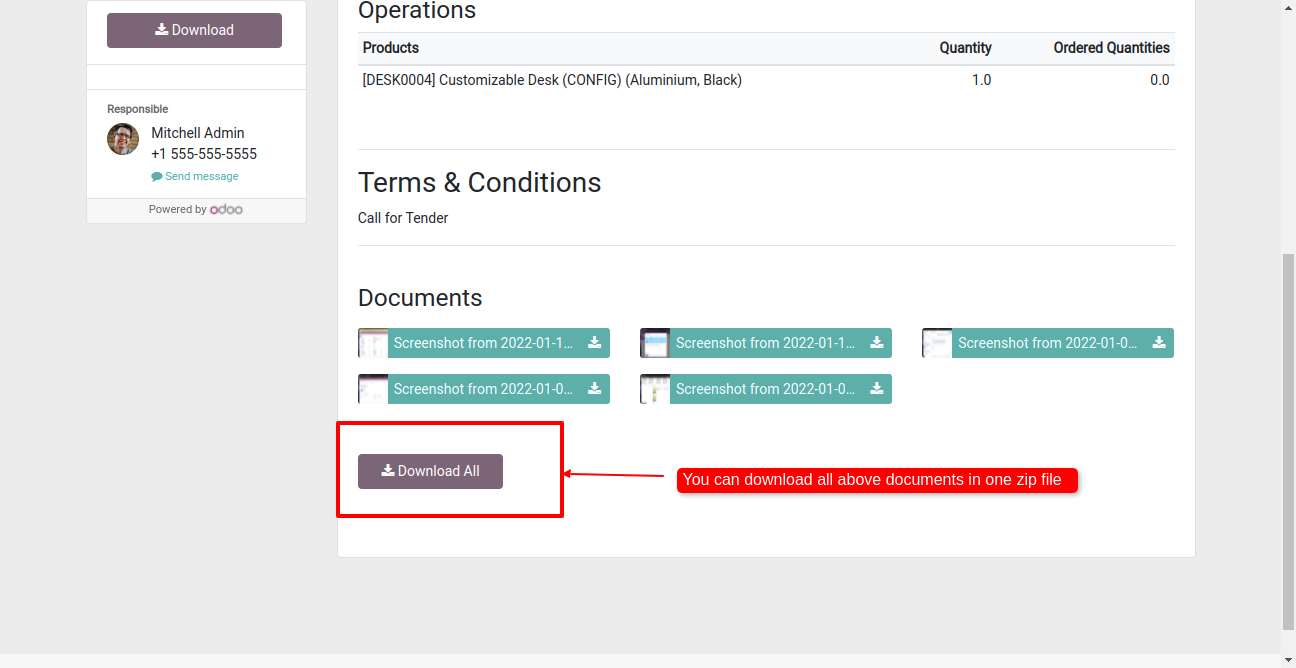 Download
Responsible
Mitchell Admin
+1 555-555-5555
Send message
Powered by odoo
Operations
Products Quantity Ordered Quantities
[DESK0004] Customizable Desk (CONFIG) (Aluminium, Black) 1.0 0.0
Terms & Conditions
Call for Tender
Documents
Screenshot from 2022-01-1... Screenshot from 2022-01-1... Screenshot from 2022-01-0...
Screenshot from 2022-01-0... Screenshot from 2022-01-0...
Download All
You can download all above documents in one zip file